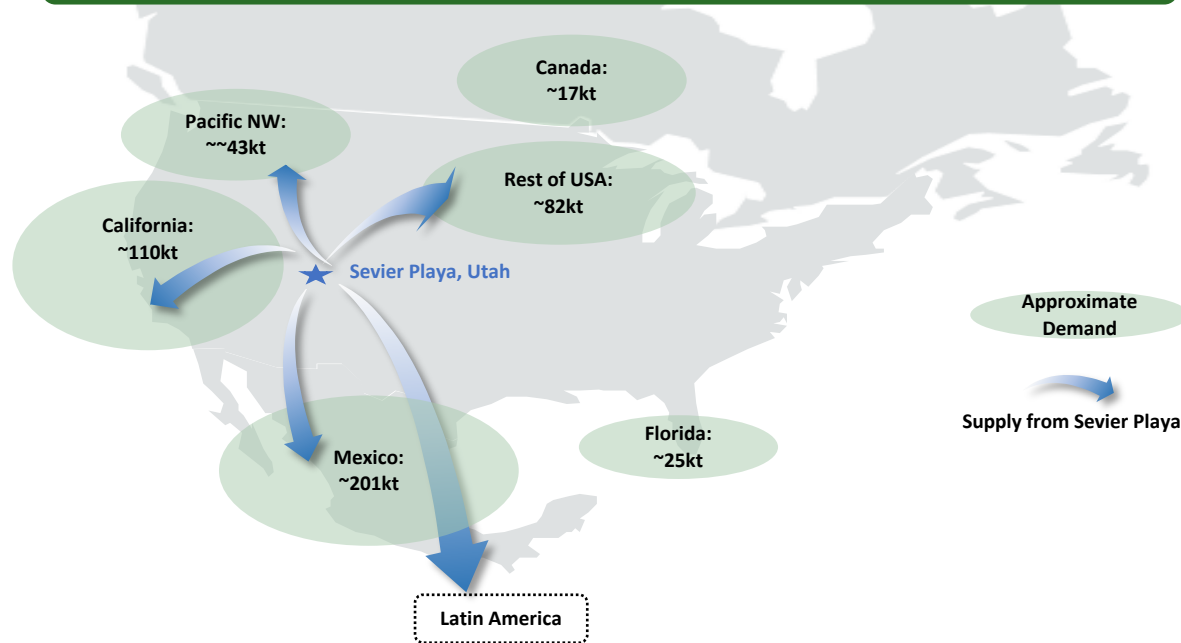 Canada:
~17kt
Pacific NW:
~~43kt
Rest of USA:
~82kt
California:
~110kt
Sevier Playa, Utah
Approximate
Demand
Supply from Sevier Playa
Florida:
~25kt
Mexico:
~201kt
Latin America